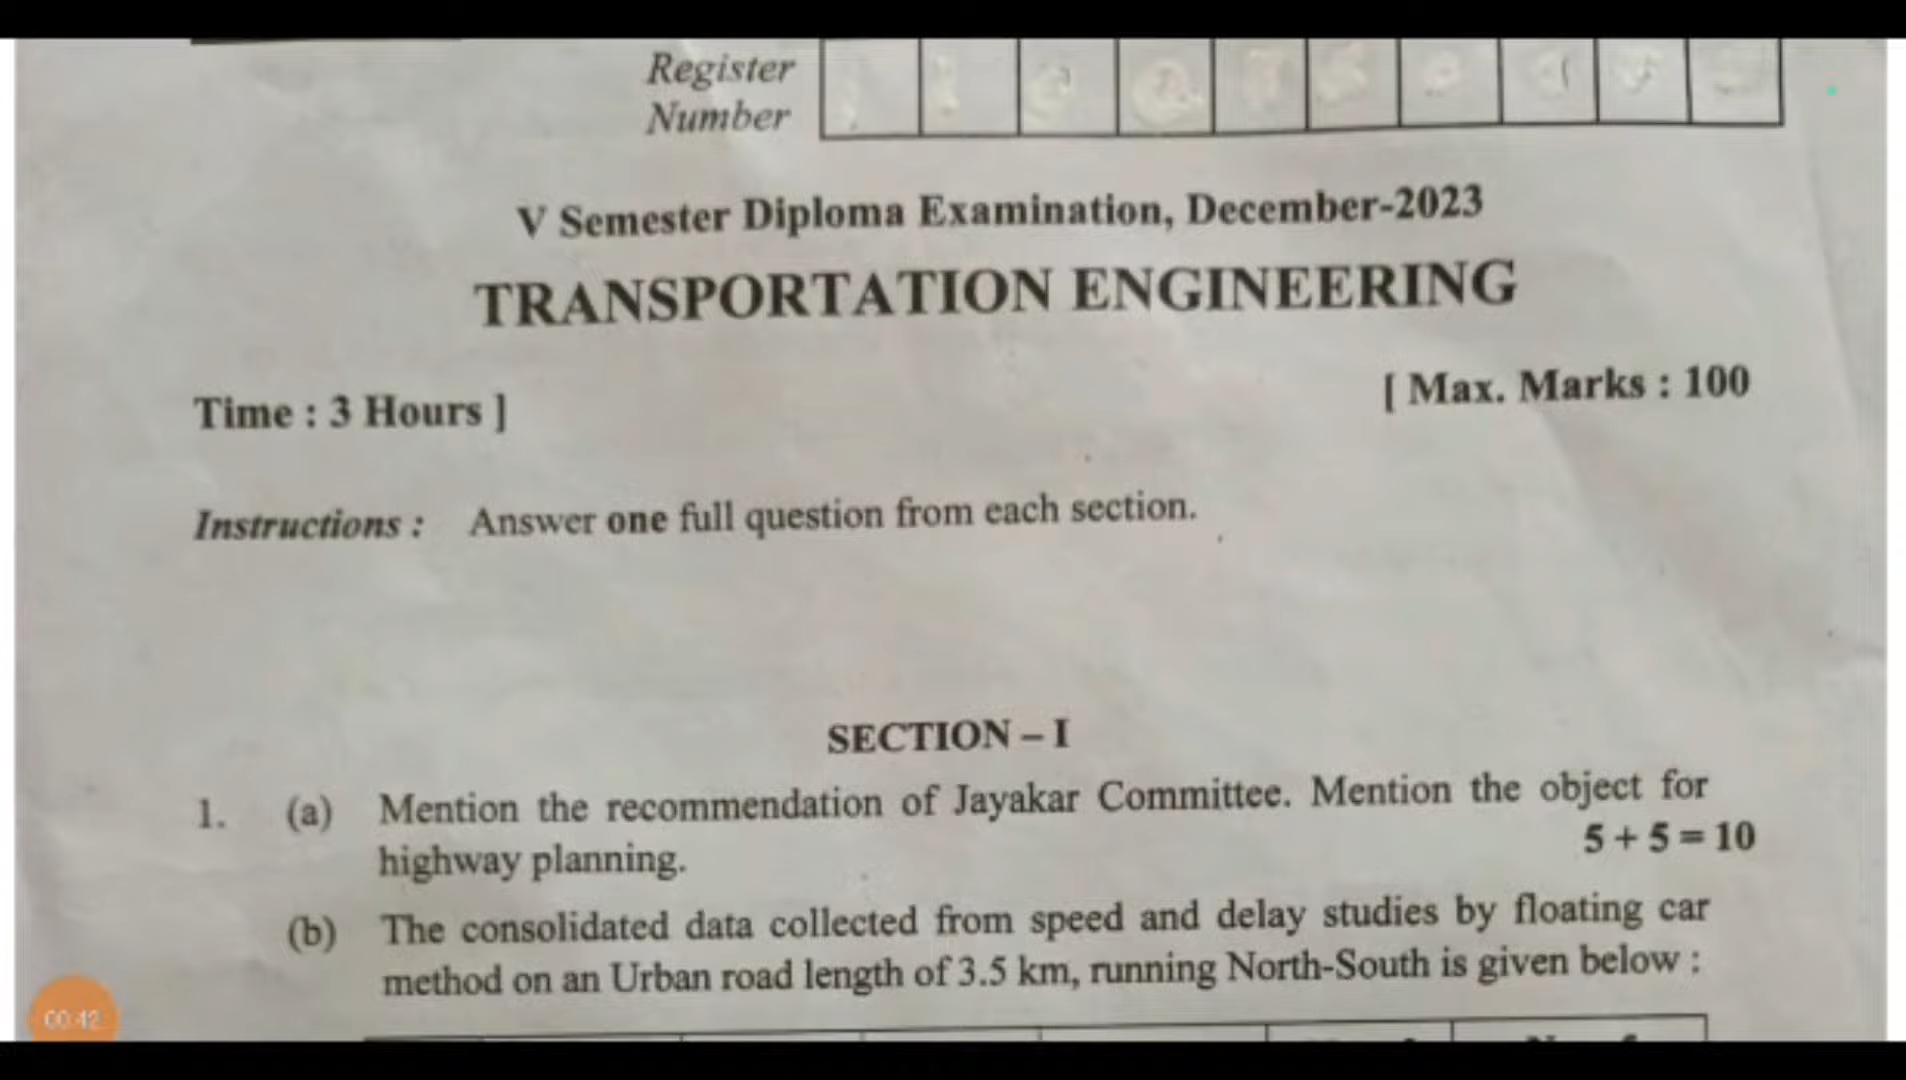 Register
Number
V Semester Diploma Examination, December-2023
TRANSPORTATION ENGINEERING
Time : 3 Hours ]
[ Max. Marks : 100
Instructions : Answer one full question from each section.
SECTION – I
1. (a) Mention the recommendation of Jayakar Committee. Mention the object for
highway planning.
5 + 5 = 10
(b) The consolidated data collected from speed and delay studies by floating car
method on an Urban road length of 3.5 km, running North-South is given below :
00:42